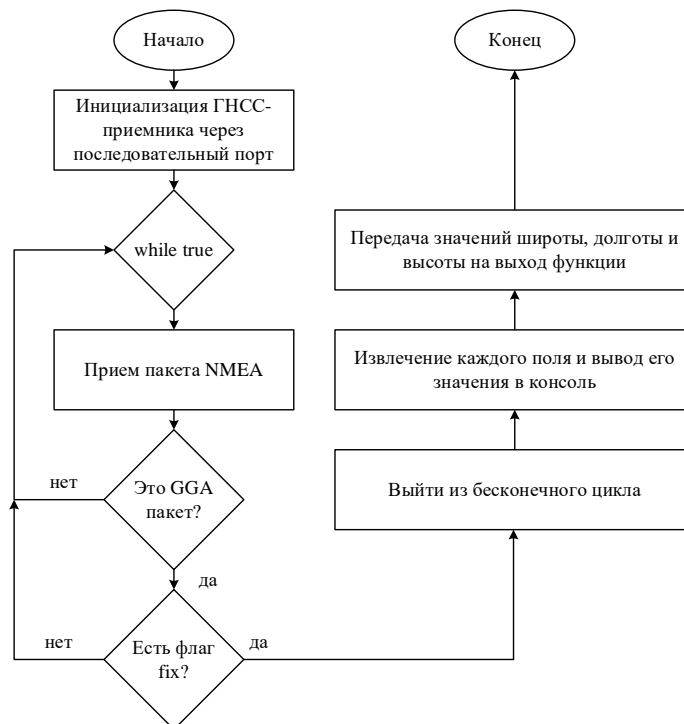 Начало
Инициализация ГНСС-
приемника через
последовательный порт
while true
Прием пакета NMEA
Это GGA
пакет?
нет
да
Есть флаг
fix?
нет
да
Выйти из бесконечного цикла
Извлечение каждого поля и вывод его
значения в консоль
Передача значений широты, долготы и
высоты на выход функции
Конец